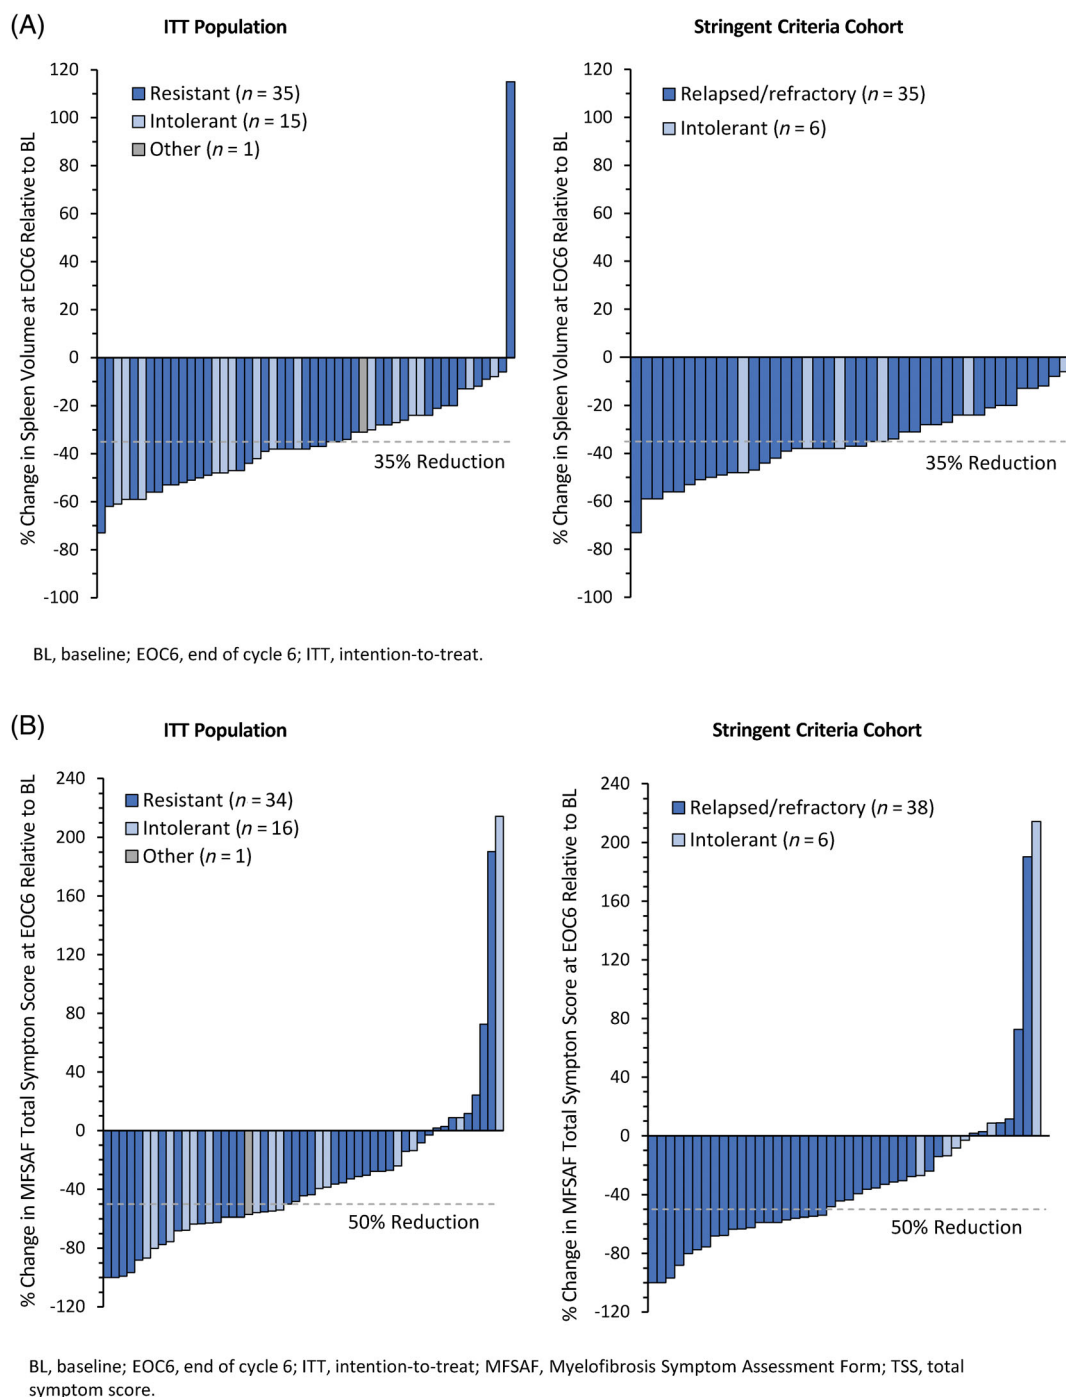 (A)
ITT Population
Stringent Criteria Cohort
% Change in Spleen Volume at EOC6 Relative to BL
120
100
80
60
40
20
0
-20
-40
-60
-80
-100
Resistant (n = 35)
Intolerant (n = 15)
Other (n = 1)
35% Reduction
% Change in Spleen Volume at EOC6 Relative to BL
120
100
80
60
40
20
0
-20
-40
-60
-80
-100
Relapsed/refractory (n = 35)
Intolerant (n = 6)
35% Reduction
BL, baseline; EOC6, end of cycle 6; ITT, intention-to-treat.
(B)
ITT Population
Stringent Criteria Cohort
% Change in MFSAF Total Sympton Score at EOC6 Relative to BL
240
200
160
120
80
40
0
-40
-80
-120
Resistant (n = 34)
Intolerant (n = 16)
Other (n = 1)
50% Reduction
% Change in MFSAF Total Sympton Score at EOC6 Relative to BL
240
200
160
120
80
40
0
-40
-80
-120
Relapsed/refractory (n = 38)
Intolerant (n = 6)
50% Reduction
BL, baseline; EOC6, end of cycle 6; ITT, intention-to-treat; MFSAF, Myelofibrosis Symptom Assessment Form; TSS, total
symptom score.